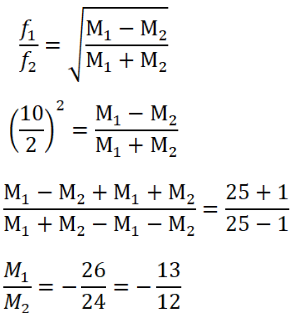 f₁/f₂ = √((M₁ − M₂)/(M₁ + M₂))
(10/2)² = (M₁ − M₂)/(M₁ + M₂)
(M₁ − M₂ + M₁ + M₂)/(M₁ + M₂ − M₁ − M₂) = (25 + 1)/(25 − 1)
M₁/M₂ = −26/24 = −13/12